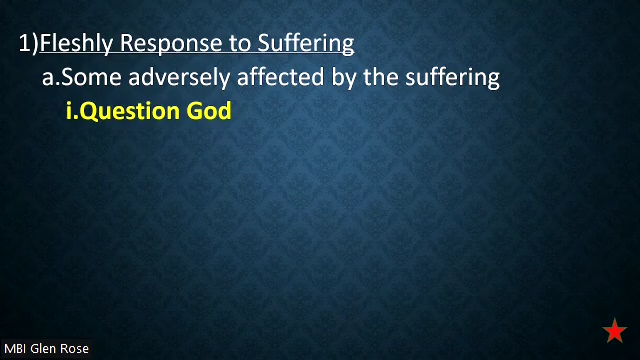 1)Fleshly Response to Suffering
a.Some adversely affected by the suffering
i.Question God
MBI Glen Rose